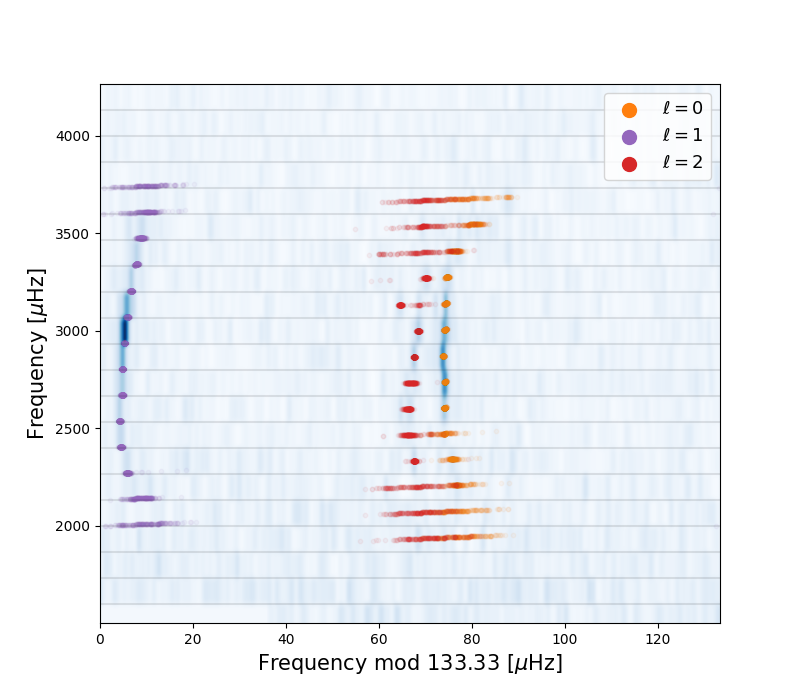 ℓ = 0
ℓ = 1
ℓ = 2
4000
3500
3000
2500
2000
Frequency [μHz]
0 20 40 60 80 100 120
Frequency mod 133.33 [μHz]